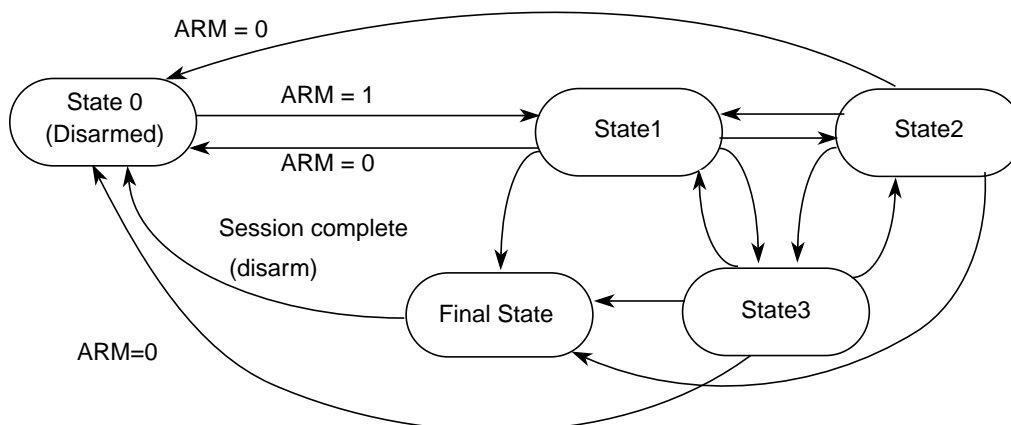 ARM = 0
State 0
(Disarmed)
ARM = 1
State1
State2
ARM = 0
Session complete
(disarm)
Final State
State3
ARM=0